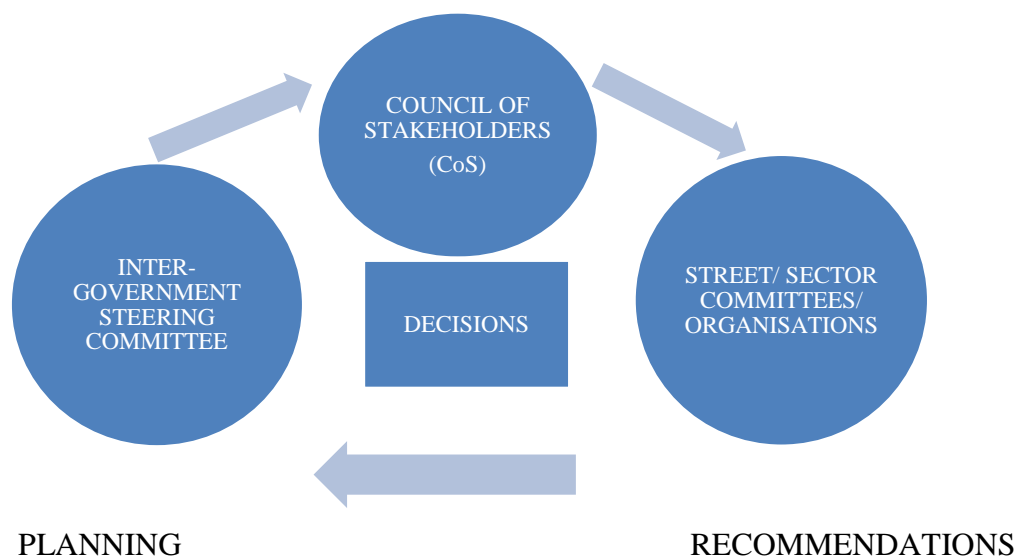 COUNCIL OF
STAKEHOLDERS
(CoS)
INTER-
GOVERNMENT
STEERING
COMMITTEE
STREET/ SECTOR
COMMITTEES/
ORGANISATIONS
DECISIONS
PLANNING
RECOMMENDATIONS